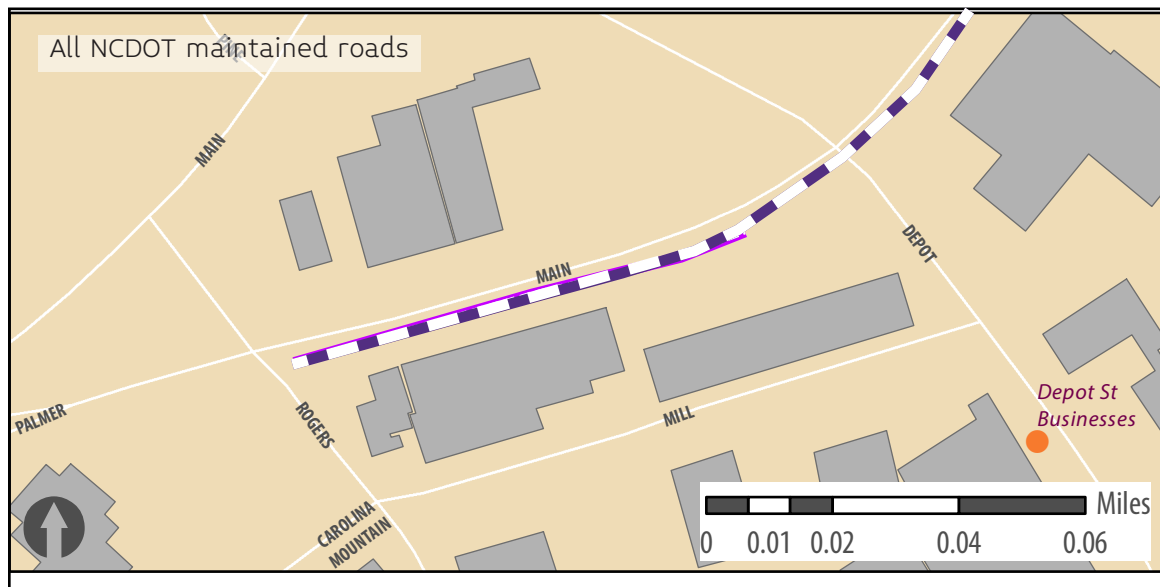 All NCDOT maintained roads
PINE
MAIN
MAIN
DEPOT
PALMER
ROGERS
MILL
Depot St
Businesses
CAROLINA
MOUNTAIN
Miles
0 0.01 0.02 0.04 0.06